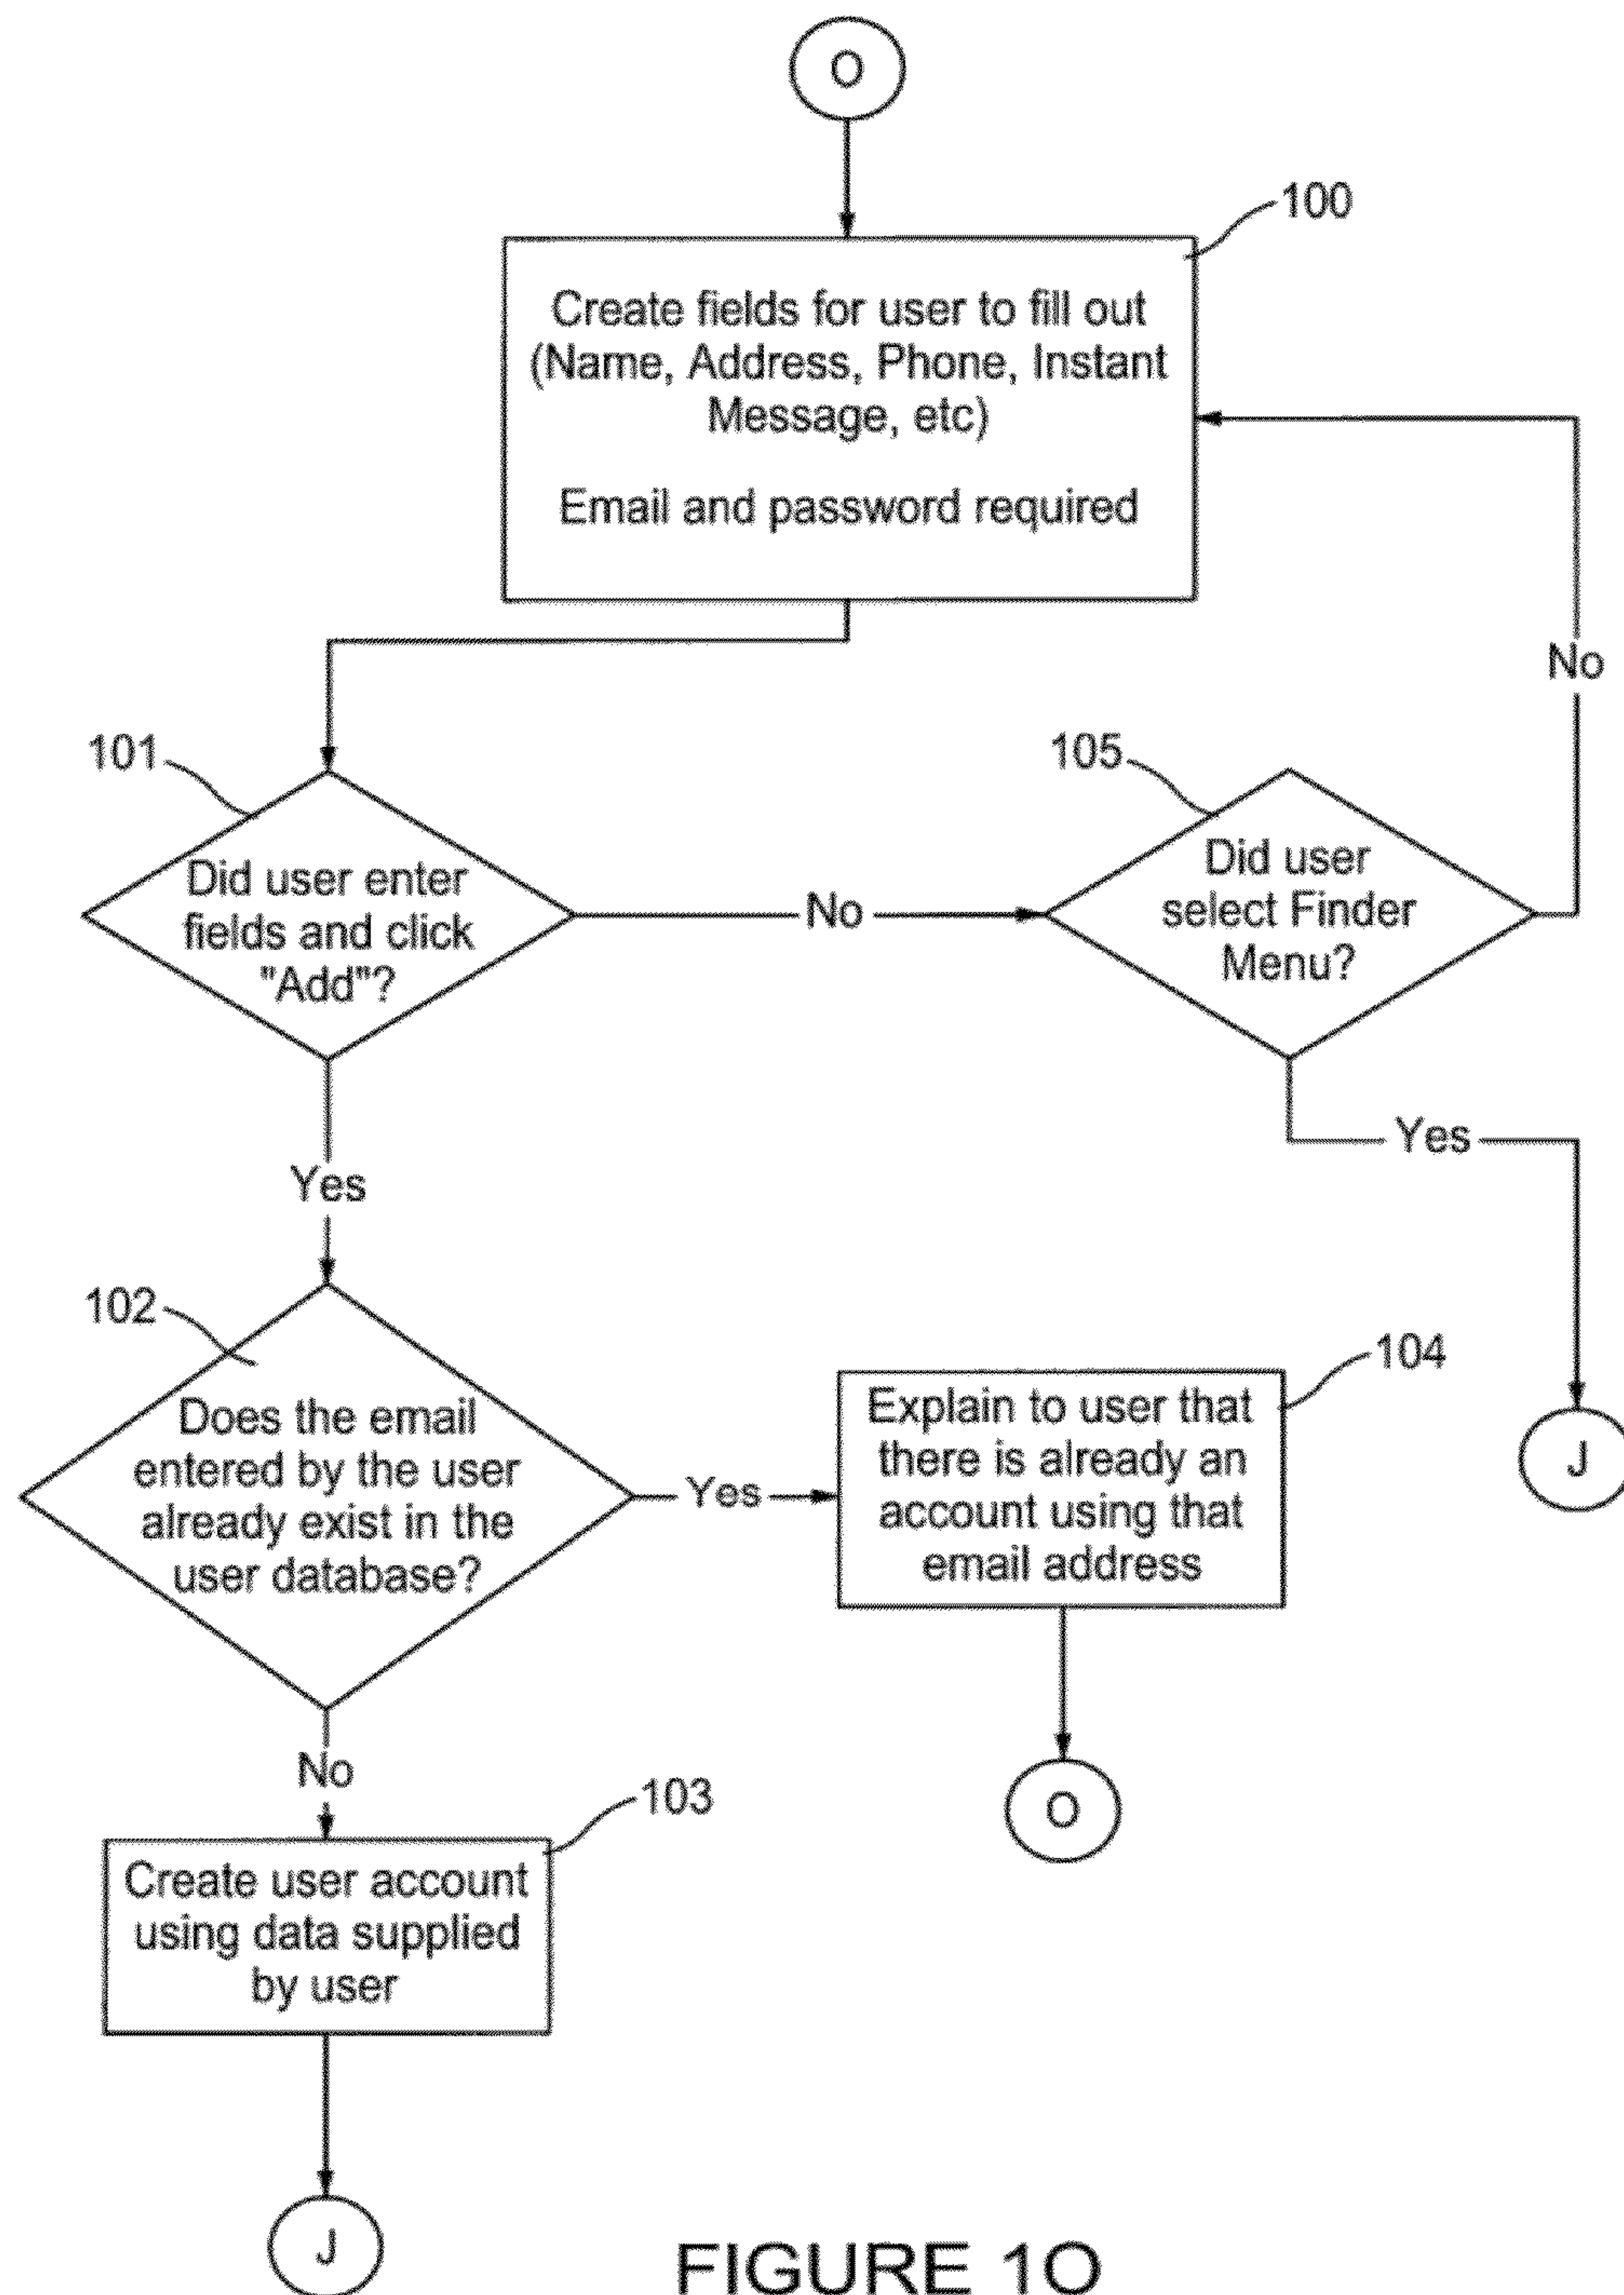 O
100
Create fields for user to fill out
(Name, Address, Phone, Instant
Message, etc)
Email and password required
No
101
Did user enter
fields and click
"Add"?
No
105
Did user
select Finder
Menu?
Yes
Yes
J
102
Does the email
entered by the user
already exist in the
user database?
Yes
104
Explain to user that
there is already an
account using that
email address
O
No
103
Create user account
using data supplied
by user
J
FIGURE 1O